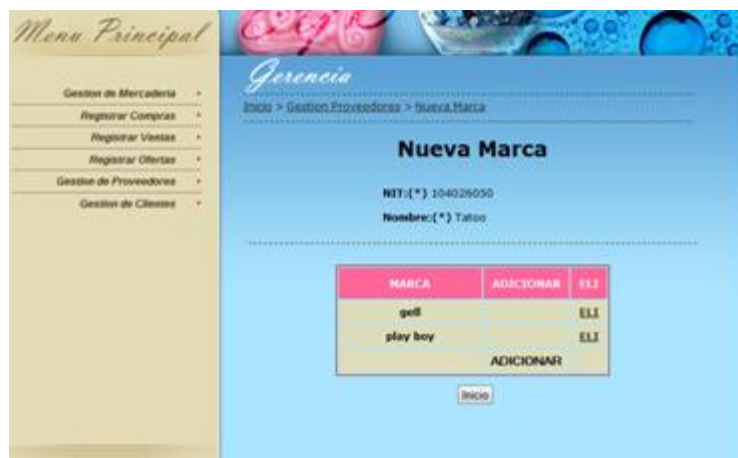 Menu Principal
Gestion de Mercaderia
Registrar Compras
Registrar Ventas
Registrar Ofertas
Gestion de Proveedores
Gestion de Clientes
Gerencia
Inicio > Gestion Proveedores > Nueva Marca
Nueva Marca
NIT:(*) 104026050
Nombre:(*) Tatoo
MARCA ADICIONAR ELI
gell ELI
play boy ELI
ADICIONAR
Inicio